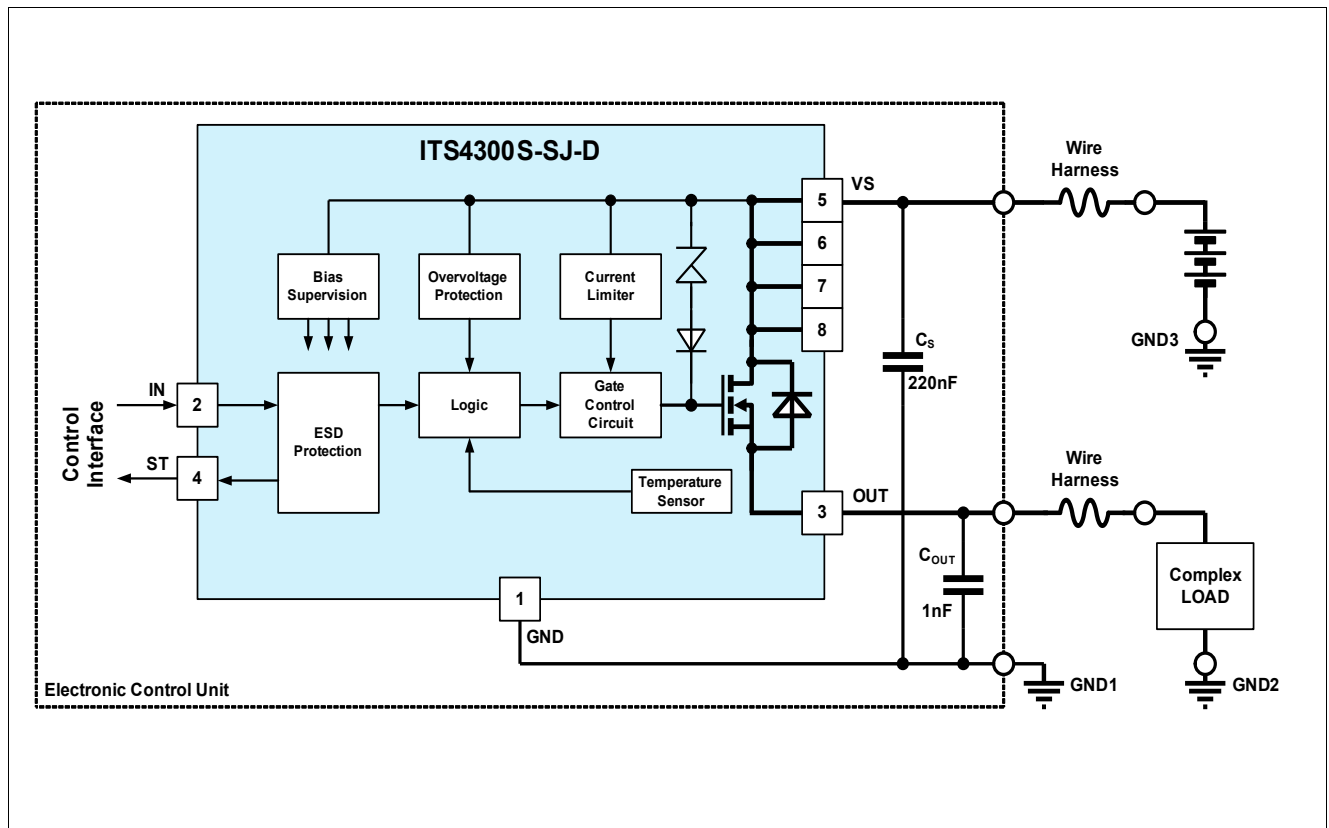 ITS4300S-SJ-D
VS
Wire
Harness
5
6
7
8
Bias
Supervision
Overvoltage
Protection
Current
Limiter
CS
220nF
GND3
IN
2
Control
Interface
ST
4
ESD
Protection
Logic
Gate
Control
Circuit
Temperature
Sensor
OUT
3
Wire
Harness
COUT
1nF
Complex
LOAD
1
GND
Electronic Control Unit
GND1
GND2